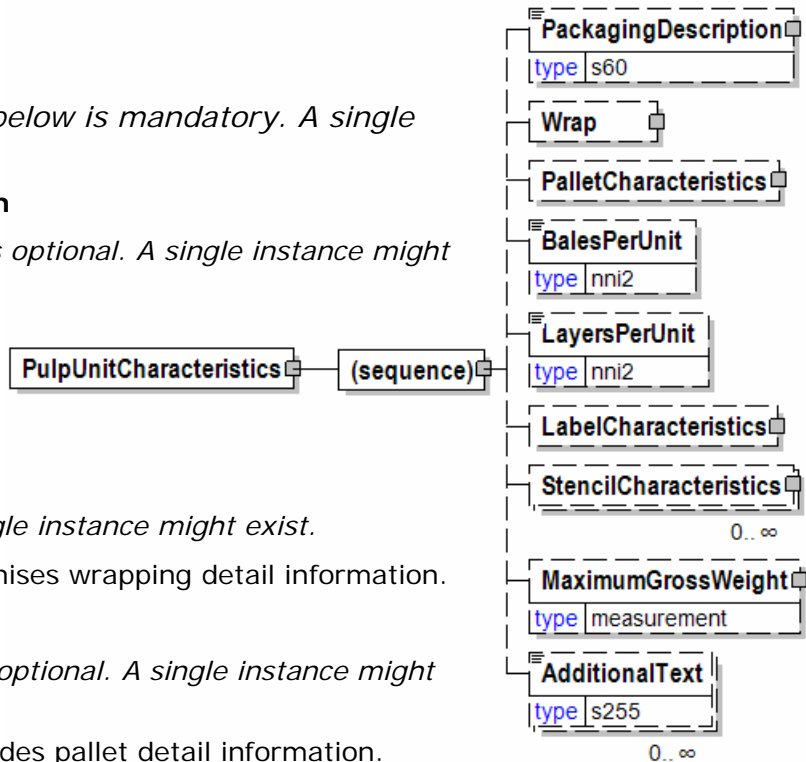 below is mandatory. A single
n
s optional. A single instance might
gle instance might exist.
nises wrapping detail information.
optional. A single instance might
des pallet detail information.
PulpUnitCharacteristics
(sequence)
PackagingDescription
type s60
Wrap
PalletCharacteristics
BalesPerUnit
type nni2
LayersPerUnit
type nni2
LabelCharacteristics
StencilCharacteristics
0.. ∞
MaximumGrossWeight
type measurement
AdditionalText
type s255
0.. ∞